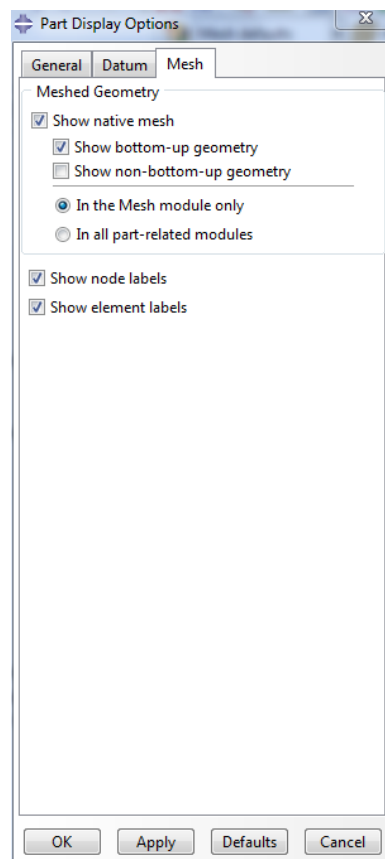 Part Display Options
General Datum Mesh
Meshed Geometry
Show native mesh
Show bottom-up geometry
Show non-bottom-up geometry
In the Mesh module only
In all part-related modules
Show node labels
Show element labels
OK Apply Defaults Cancel